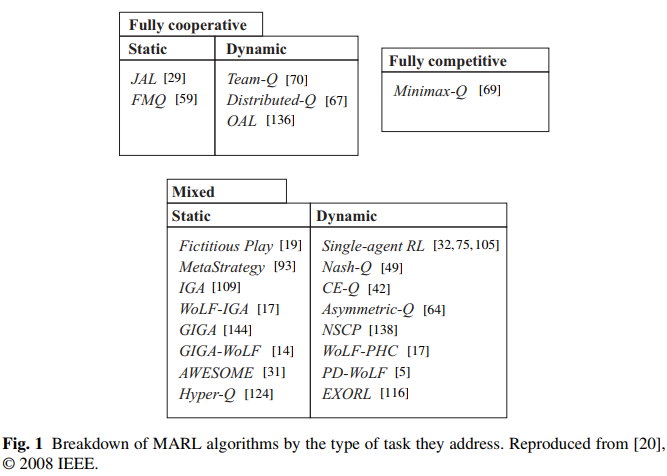 Fully cooperative
Static Dynamic
JAL [29] Team-Q [70]
FMQ [59] Distributed-Q [67]
OAL [136]
Fully competitive
Minimax-Q [69]
Mixed
Static Dynamic
Fictitious Play [19] Single-agent RL [32,75,105]
MetaStrategy [93] Nash-Q [49]
IGA [109] CE-Q [42]
WoLF-IGA [17] Asymmetric-Q [64]
GIGA [144] NSCP [138]
GIGA-WoLF [14] WoLF-PHC [17]
AWESOME [31] PD-WoLF [5]
Hyper-Q [124] EXORL [116]
Fig. 1 Breakdown of MARL algorithms by the type of task they address. Reproduced from [20],
© 2008 IEEE.